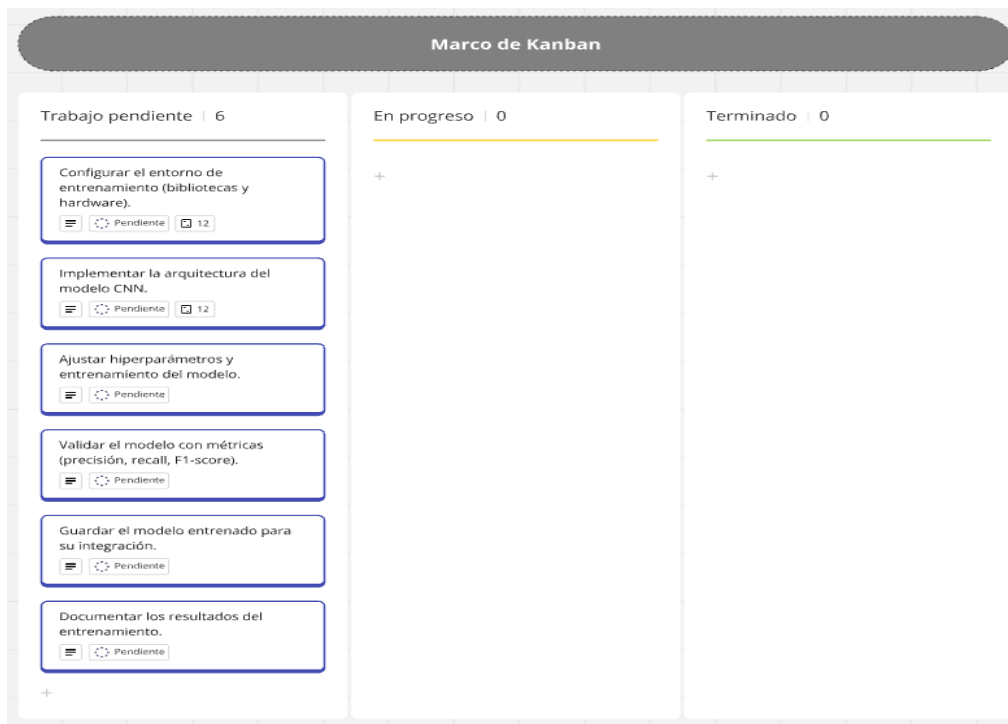 Marco de Kanban
Trabajo pendiente | 6
Configurar el entorno de
entrenamiento (bibliotecas y
hardware).
Pendiente 12
Implementar la arquitectura del
modelo CNN.
Pendiente 12
Ajustar hiperparámetros y
entrenamiento del modelo.
Pendiente
Validar el modelo con métricas
(precisión, recall, F1-score).
Pendiente
Guardar el modelo entrenado para
su integración.
Pendiente
Documentar los resultados del
entrenamiento.
Pendiente
+
En progreso | 0
+
Terminado | 0
+